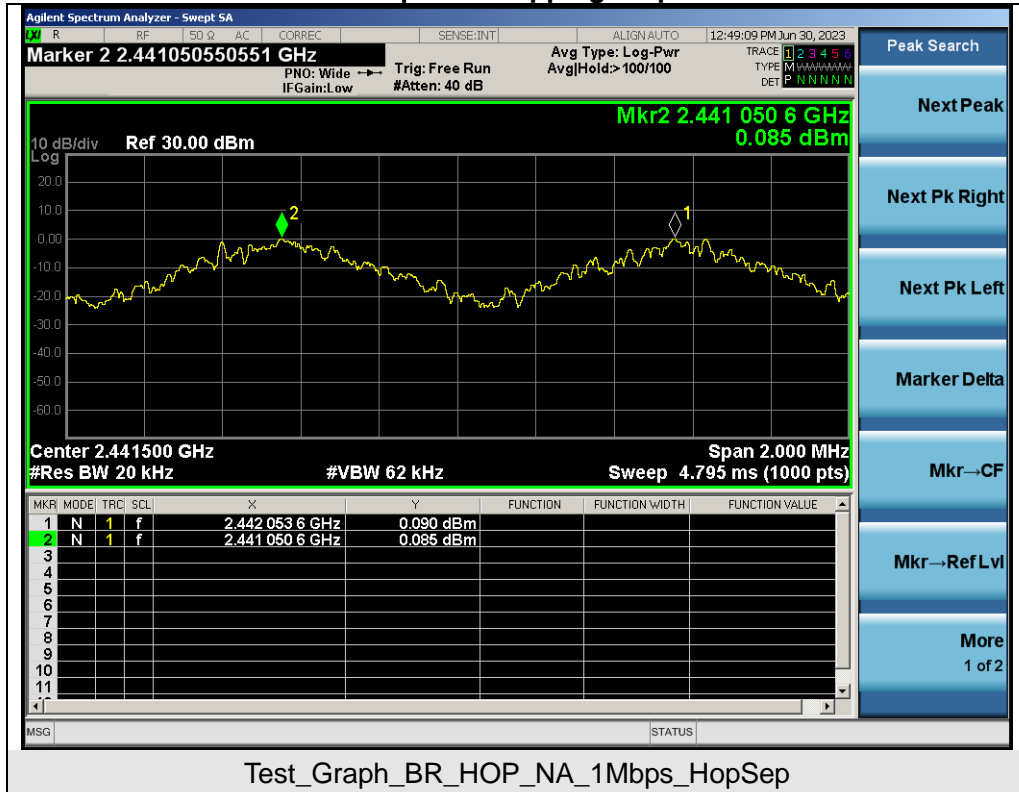 Agilent Spectrum Analyzer - Swept SA
LXI R RF 50 Ω AC CORREC SENSE:INT ALIGN AUTO 12:49:09 PM Jun 30, 2023
Marker 2 2.441050550551 GHz
PNO: Wide
IFGain:Low
Trig: Free Run
#Atten: 40 dB
Avg Type: Log-Pwr
Avg|Hold:> 100/100
TRACE 1 2 3 4 5 6
TYPE M
DET P N N N N N
Peak Search
Mkr2 2.441 050 6 GHz
0.085 dBm
10 dB/div Ref 30.00 dBm
Log
20.0
10.0
0.00
-10.0
-20.0
-30.0
-40.0
-50.0
-60.0
2
1
Center 2.441500 GHz Span 2.000 MHz
#Res BW 20 kHz #VBW 62 kHz Sweep 4.795 ms (1000 pts)
MKR MODE TRC SCL X Y FUNCTION FUNCTION WIDTH FUNCTION VALUE
1 N 1 f 2.442 053 6 GHz 0.090 dBm
2 N 1 f 2.441 050 6 GHz 0.085 dBm
3
4
5
6
7
8
9
10
11
MSG STATUS
Next Peak
Next Pk Right
Next Pk Left
Marker Delta
Mkr→CF
Mkr→Ref Lvl
More
1 of 2
Test_Graph_BR_HOP_NA_1Mbps_HopSep